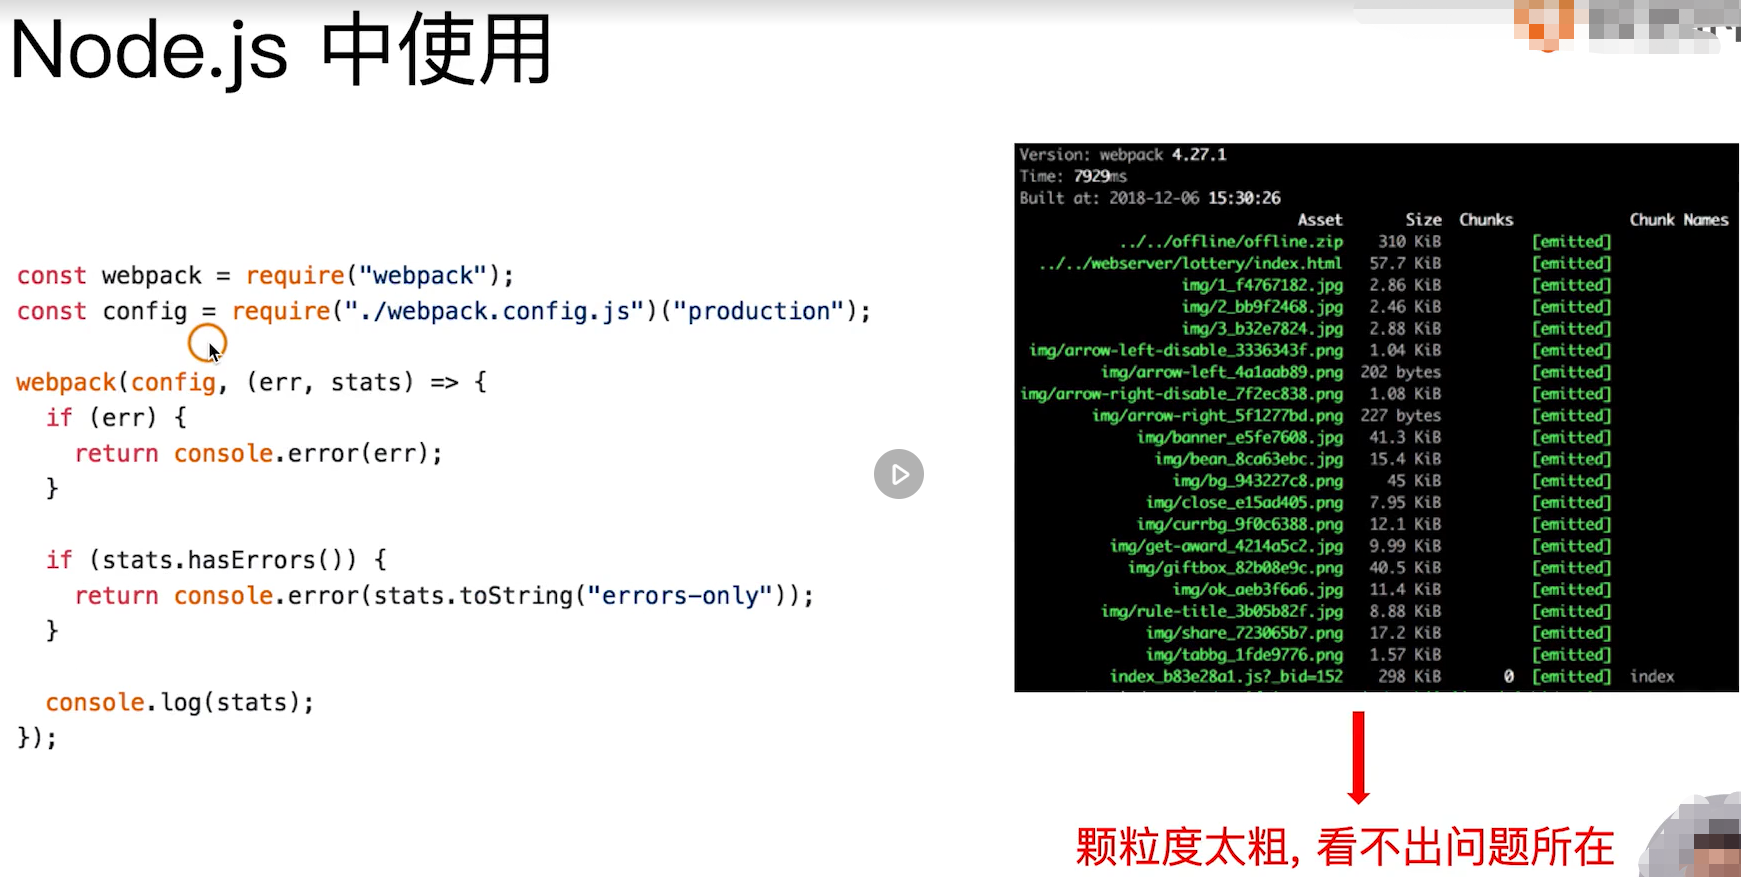 Node.js 中使用
const webpack = require("webpack");
const config = require("./webpack.config.js")("production");
webpack(config, (err, stats) => {
if (err) {
return console.error(err);
}
if (stats.hasErrors()) {
return console.error(stats.toString("errors-only"));
}
console.log(stats);
});
Version: webpack 4.27.1
Time: 7929ms
Built at: 2018-12-06 15:30:26
Asset Size Chunks Chunk Names
../../offline/offline.zip 310 KiB [emitted]
../../webserver/lottery/index.html 57.7 KiB [emitted]
img/1_f4767182.jpg 2.86 KiB [emitted]
img/2_bb9f2468.jpg 2.46 KiB [emitted]
img/3_b32e7824.jpg 2.88 KiB [emitted]
img/arrow-left-disable_3336343f.png 1.04 KiB [emitted]
img/arrow-left_4a1aab89.png 202 bytes [emitted]
img/arrow-right-disable_7f2ec838.png 1.08 KiB [emitted]
img/arrow-right_5f1277bd.png 227 bytes [emitted]
img/banner_e5fe7608.jpg 41.3 KiB [emitted]
img/bean_8ca63ebc.jpg 15.4 KiB [emitted]
img/bg_943227c8.png 45 KiB [emitted]
img/close_e15ad405.png 7.95 KiB [emitted]
img/currbg_9f0c6388.png 12.1 KiB [emitted]
img/get-award_4214a5c2.jpg 9.99 KiB [emitted]
img/giftbox_82b08e9c.png 40.5 KiB [emitted]
img/ok_aeb3f6a6.jpg 11.4 KiB [emitted]
img/rule-title_3b05b82f.jpg 8.88 KiB [emitted]
img/share_723065b7.png 17.2 KiB [emitted]
img/tabbg_1fde9776.png 1.57 KiB [emitted]
index_b83e28a1.js?_bid=152 298 KiB 0 [emitted] index
颗粒度太粗, 看不出问题所在